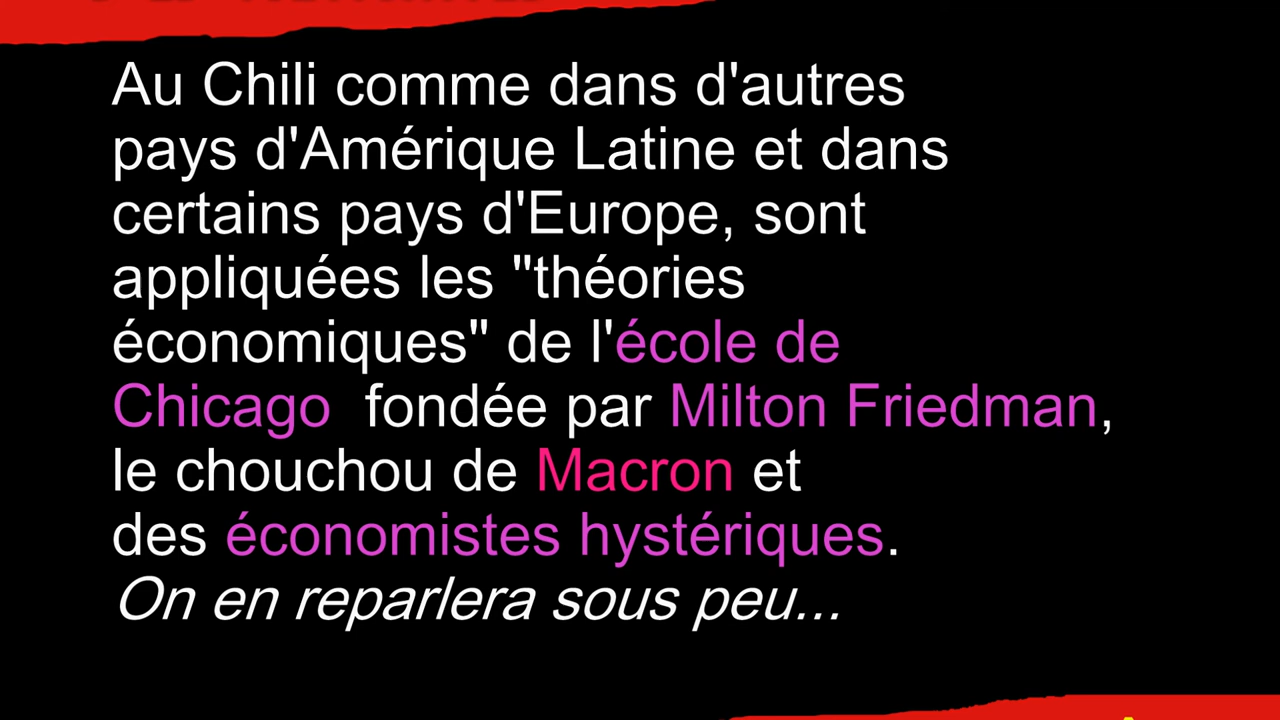 Au Chili comme dans d'autres
pays d'Amérique Latine et dans
certains pays d'Europe, sont
appliquées les "théories
économiques" de l'école de
Chicago  fondée par Milton Friedman,
le chouchou de Macron et
des économistes hystériques.
On en reparlera sous peu...